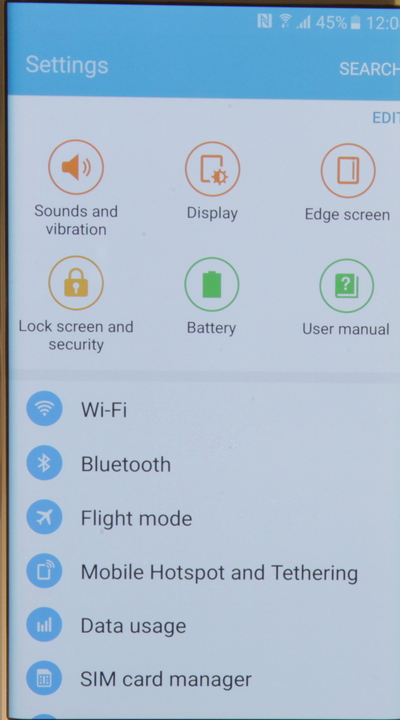 45% 12:0
Settings
SEARCH
EDIT
Sounds and
vibration
Display
Edge screen
Lock screen and
security
Battery
User manual
Wi-Fi
Bluetooth
Flight mode
Mobile Hotspot and Tethering
Data usage
SIM card manager